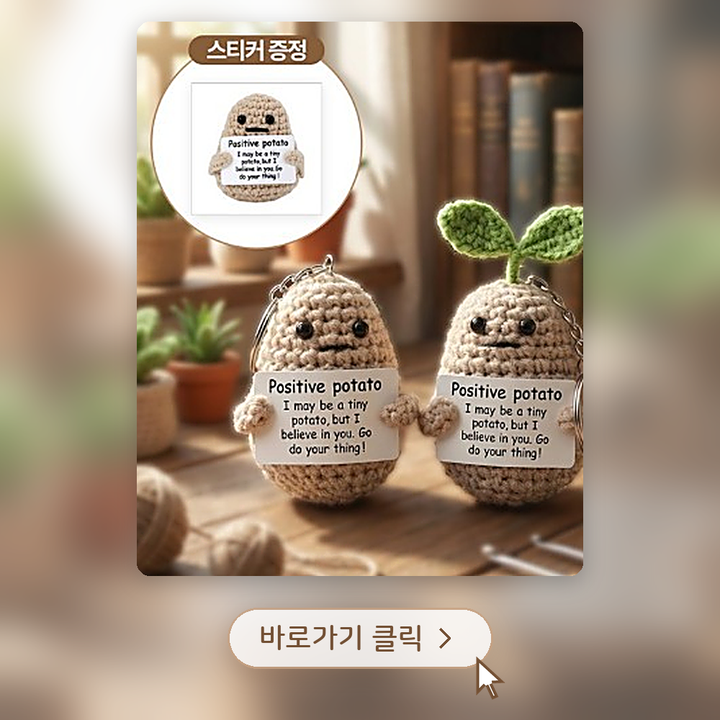 스티커 증정
Positive potato
I may be a tiny
potato, but I
believe in you. Go
do your thing!
Positive potato
I may be a tiny
potato, but I
believe in you. Go
do your thing!
Positive potato
I may be a tiny
potato, but I
believe in you. Go
do your thing!
바로가기 클릭